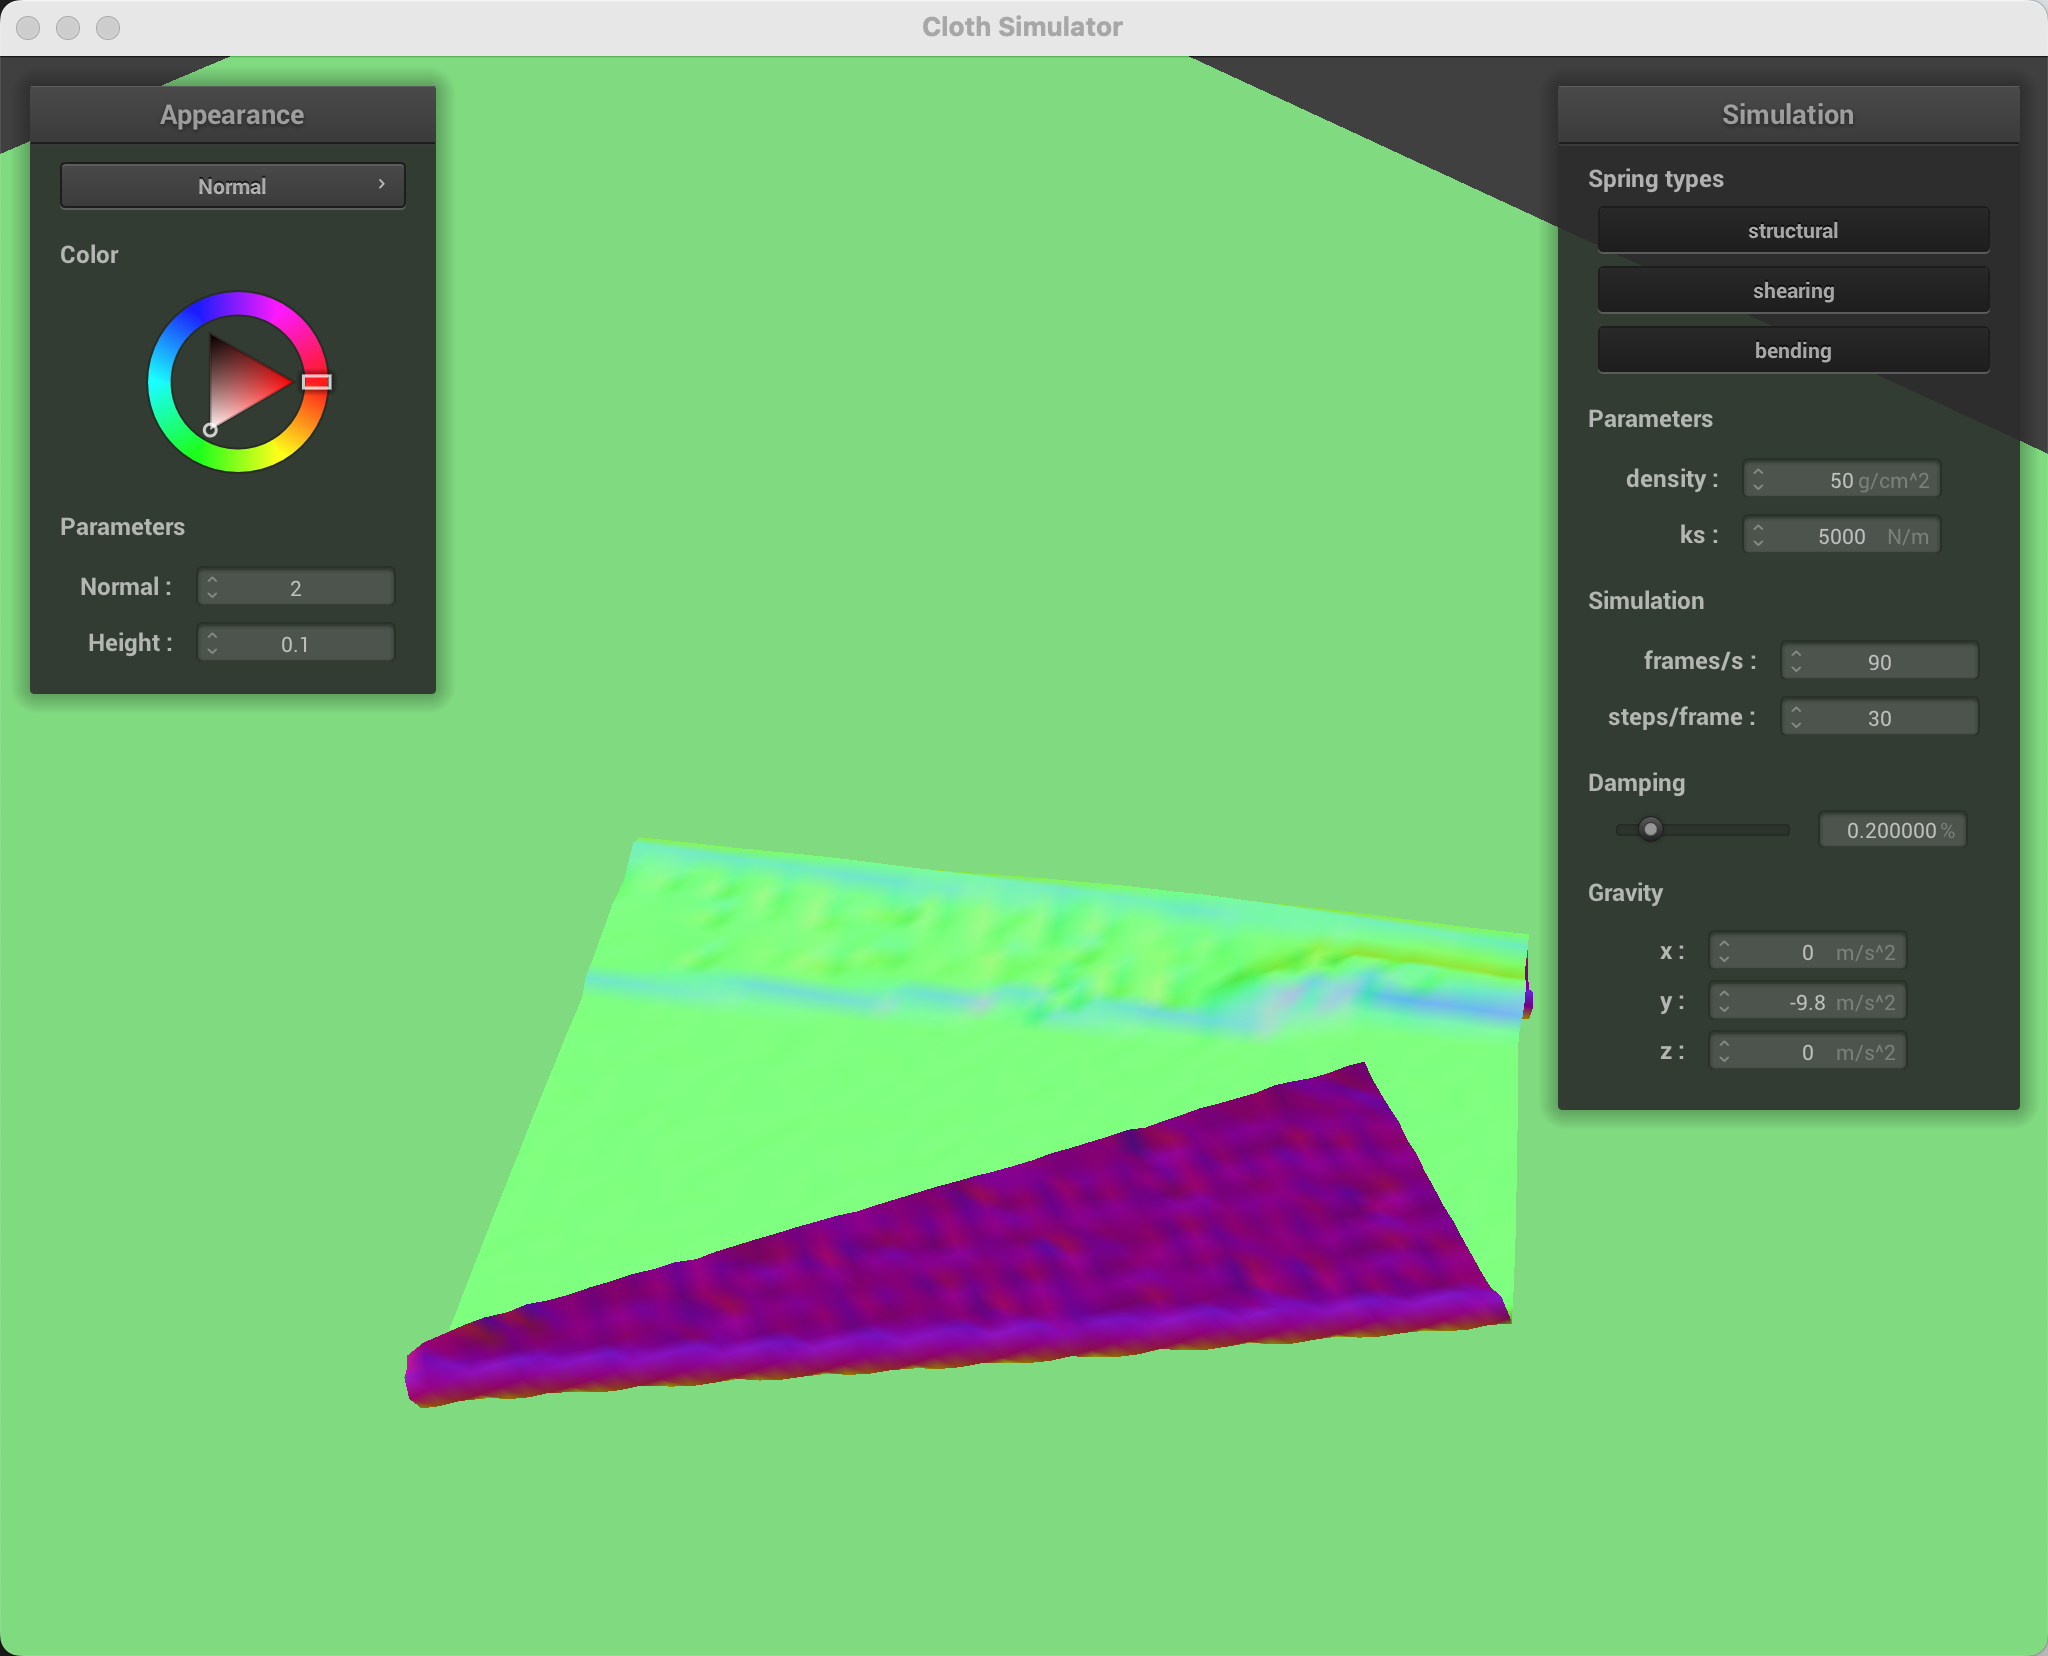 Cloth Simulator
Appearance
Normal
Color
Parameters
Normal : 2
Height : 0.1
Simulation
Spring types
structural
shearing
bending
Parameters
density : 50 g/cm^2
ks : 5000 N/m
Simulation
frames/s : 90
steps/frame : 30
Damping
0.200000 %
Gravity
x : 0 m/s^2
y : -9.8 m/s^2
z : 0 m/s^2